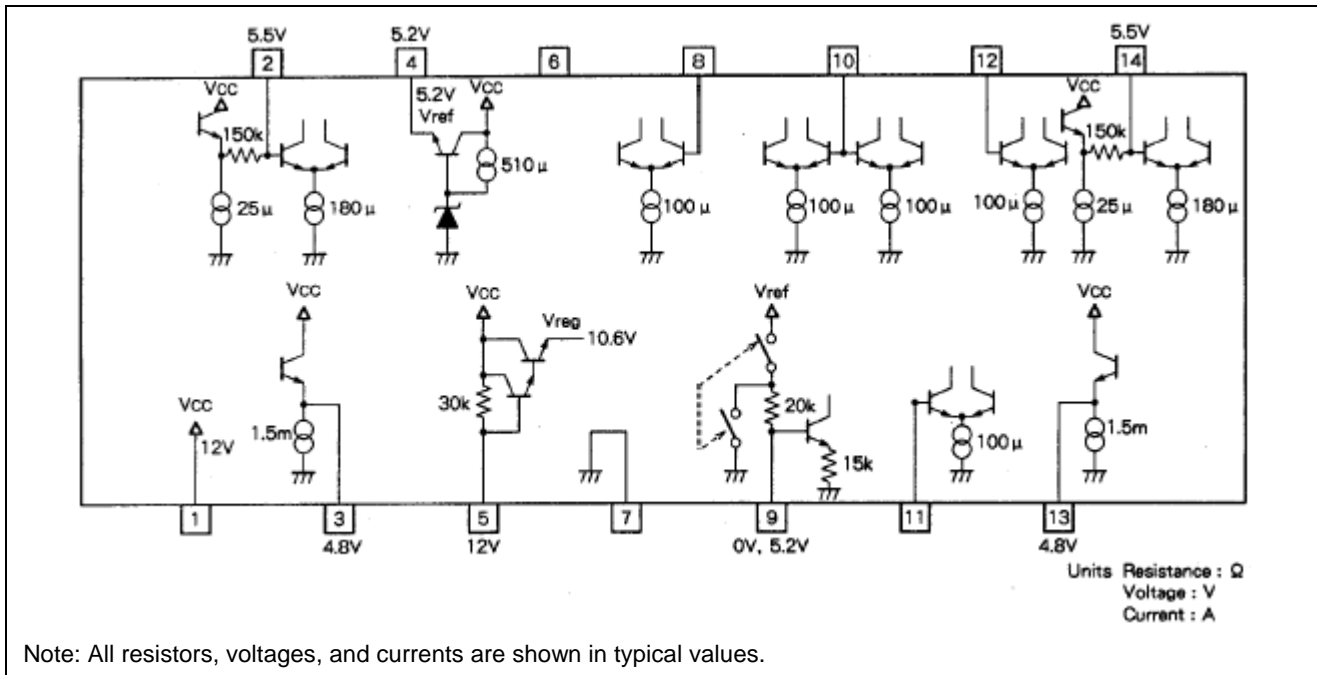 5.5V 5.2V 5.5V
2 4 6 8 10 12 14
VCC 5.2V VCC VCC
Vref
150k 150k
510μ
25μ 180μ 100μ 100μ 100μ 100μ 25μ 180μ
VCC VCC Vref VCC
Vreg
10.6V
VCC 30k 20k
12V 1.5m 100μ 1.5m
15k
1 3 5 7 9 11 13
4.8V 12V 0V, 5.2V 4.8V
Units Resistance : Ω
Voltage : V
Current : A
Note: All resistors, voltages, and currents are shown in typical values.